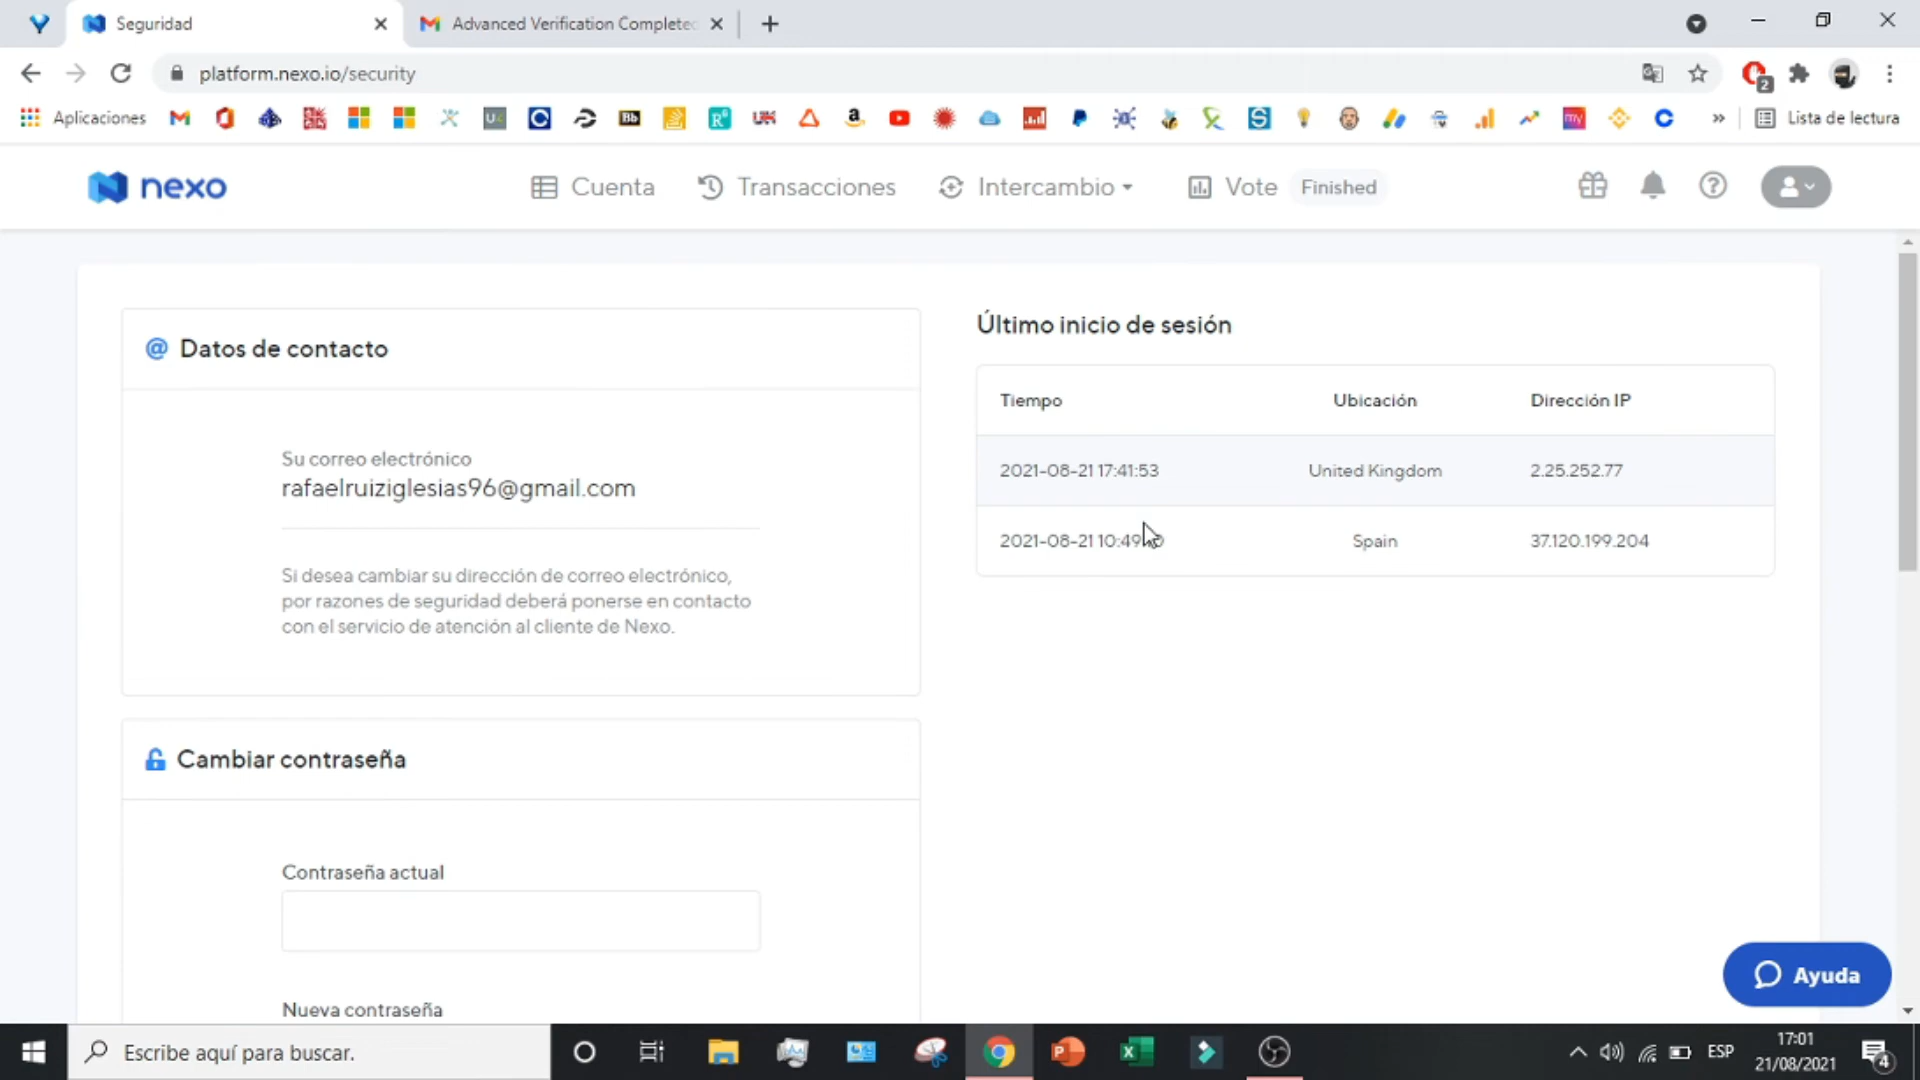 Seguridad
Advanced Verification Completed
platform.nexo.io/security
2
Aplicaciones
Bb
my
»
Lista de lectura
nexo
Cuenta
Transacciones
Intercambio
Vote
Finished
@ Datos de contacto
Su correo electrónico
rafaelruiziglesias96@gmail.com
Si desea cambiar su dirección de correo electrónico,
por razones de seguridad deberá ponerse en contacto
con el servicio de atención al cliente de Nexo.
Cambiar contraseña
Contraseña actual
Nueva contraseña
Último inicio de sesión
Tiempo Ubicación Dirección IP
2021-08-21 17:41:53 United Kingdom 2.25.252.77
2021-08-21 Spain 37.120.199.204
Ayuda
Escribe aquí para buscar.
ESP
17:01
21/08/2021
4